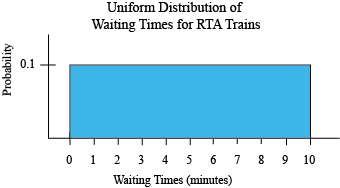 Uniform Distribution of
Waiting Times for RTA Trains
Probability
0.1
0 1 2 3 4 5 6 7 8 9 10
Waiting Times (minutes)